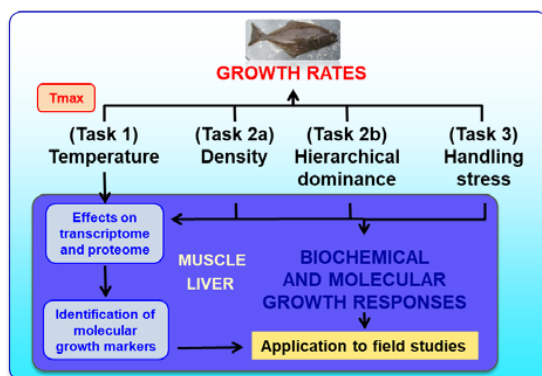 GROWTH RATES
Tmax
(Task 1)
Temperature
(Task 2a)
Density
(Task 2b)
Hierarchical
dominance
(Task 3)
Handling
stress
Effects on
transcriptome
and proteome
MUSCLE
LIVER
BIOCHEMICAL
AND MOLECULAR
GROWTH RESPONSES
Identification of
molecular
growth markers
Application to field studies